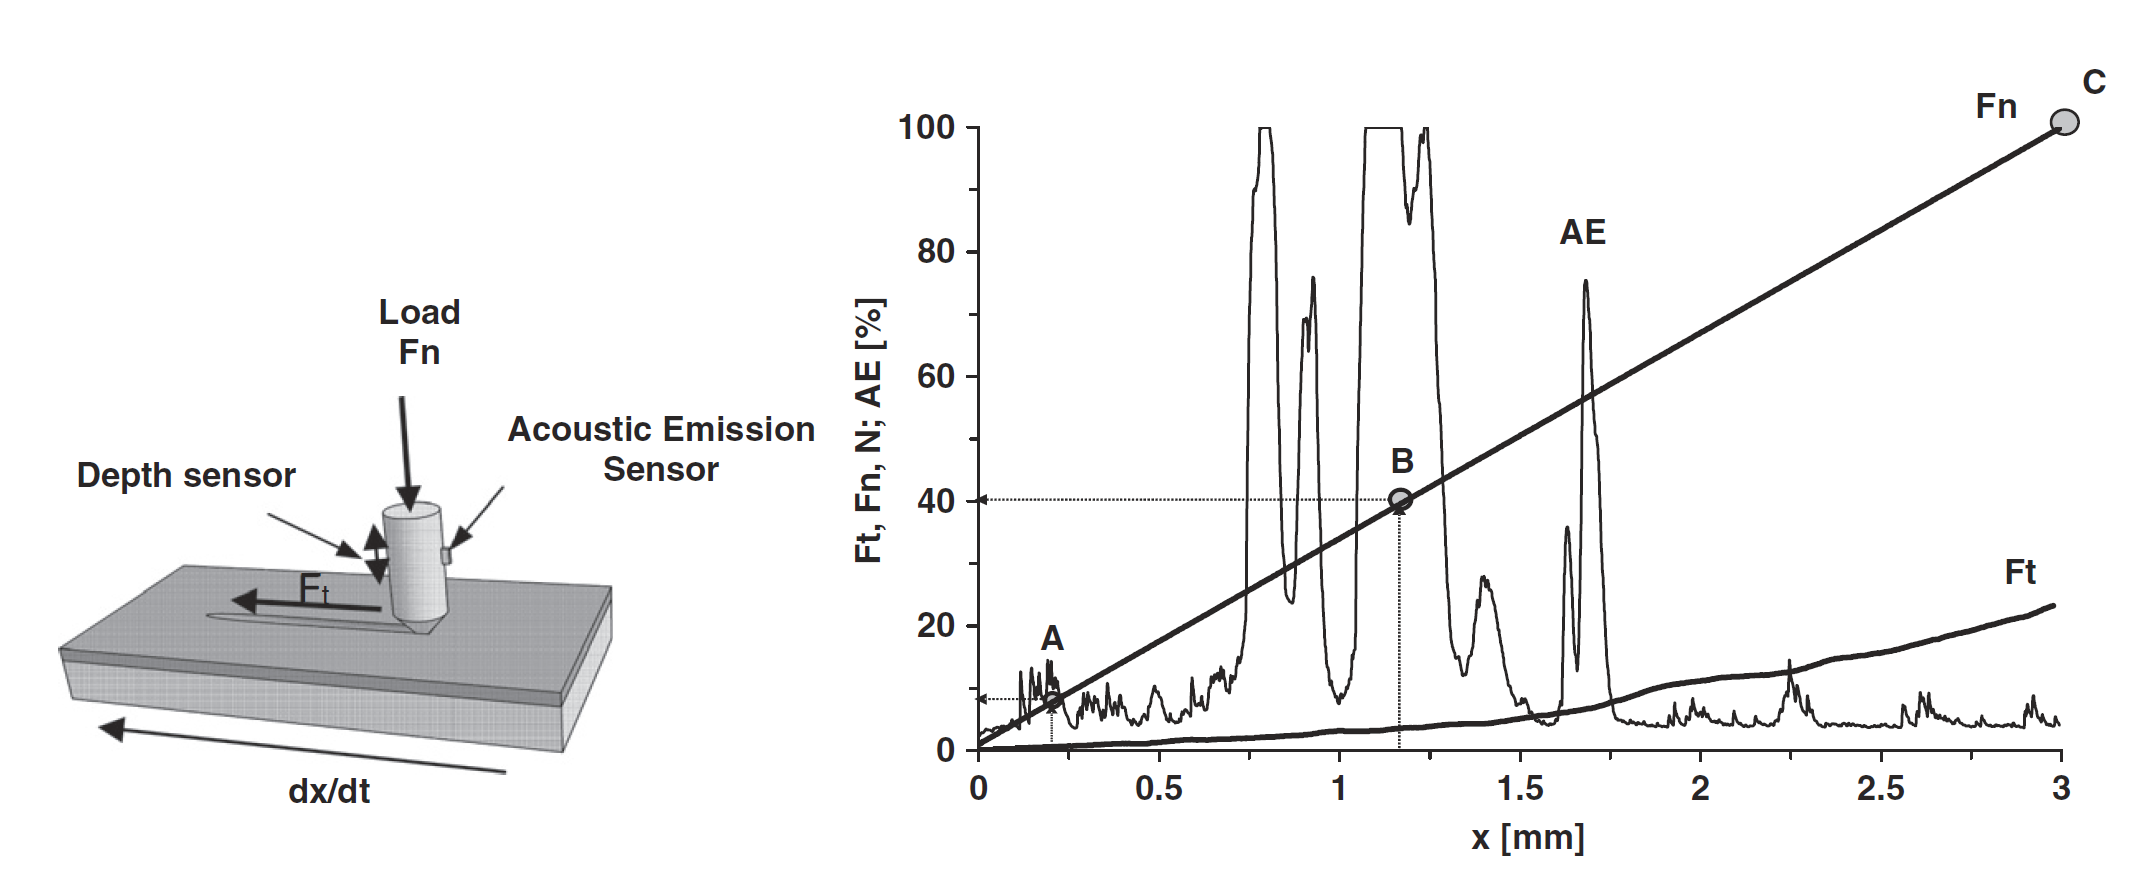 Load
Fn
Acoustic Emission
Sensor
Depth sensor
Ft
dx/dt
Ft, Fn, N; AE [%]
100
80
60
40
20
0
0
0.5
1
1.5
2
2.5
3
x [mm]
A
B
C
Fn
AE
Ft